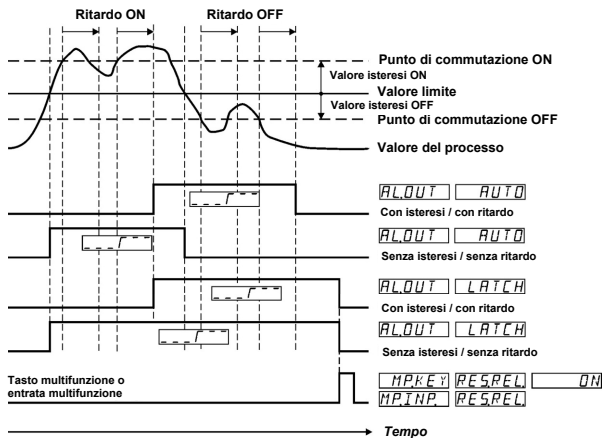 Ritardo ON
Ritardo OFF
Punto di commutazione ON
Valore isteresi ON
Valore limite
Valore isteresi OFF
Punto di commutazione OFF
Valore del processo
AL.OUT AUTO
Con isteresi / con ritardo
AL.OUT AUTO
Senza isteresi / senza ritardo
AL.OUT LATCH
Con isteresi / con ritardo
AL.OUT LATCH
Senza isteresi / senza ritardo
Tasto multifunzione o
entrata multifunzione
MP.KEY RES.REL. ON
MP.INP. RES.REL.
Tempo